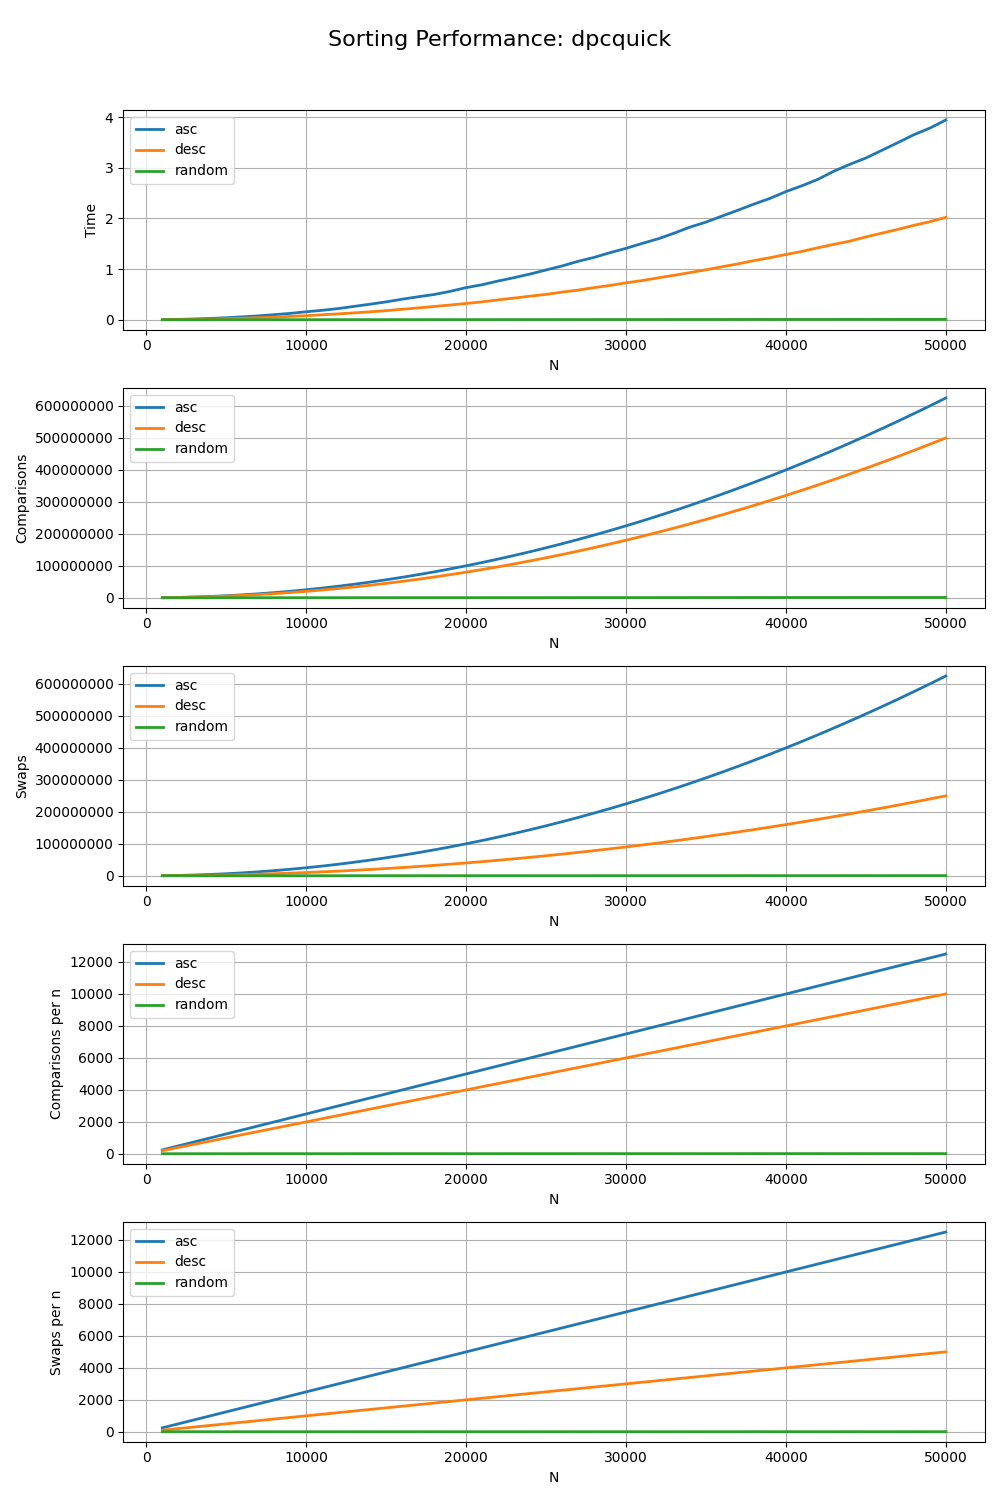 Sorting Performance: dpcquick
4
3
2
1
0
Time
asc
desc
random
0 10000 20000 30000 40000 50000
N
600000000
500000000
400000000
300000000
200000000
100000000
0
Comparisons
asc
desc
random
0 10000 20000 30000 40000 50000
N
600000000
500000000
400000000
300000000
200000000
100000000
0
Swaps
asc
desc
random
0 10000 20000 30000 40000 50000
N
12000
10000
8000
6000
4000
2000
0
Comparisons per n
asc
desc
random
0 10000 20000 30000 40000 50000
N
12000
10000
8000
6000
4000
2000
0
Swaps per n
asc
desc
random
0 10000 20000 30000 40000 50000
N